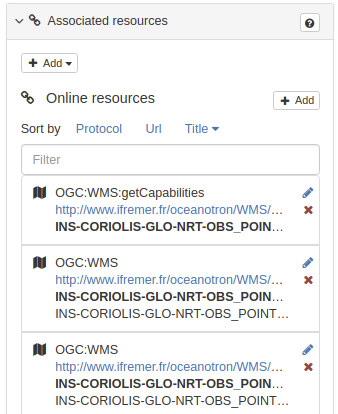 Associated resources
Add
Online resources
Add
Sort by Protocol Url Title
Filter
OGC:WMS:getCapabilities
http://www.ifremer.fr/oceanotron/WMS/...
INS-CORIOLIS-GLO-NRT-OBS_POIN...
OGC:WMS
http://www.ifremer.fr/oceanotron/WMS/...
INS-CORIOLIS-GLO-NRT-OBS_POIN...
INS-CORIOLIS-GLO-NRT-OBS_POINT...
OGC:WMS
http://www.ifremer.fr/oceanotron/WMS/...
INS-CORIOLIS-GLO-NRT-OBS_POIN...
INS-CORIOLIS-GLO-NRT-OBS_POINT...